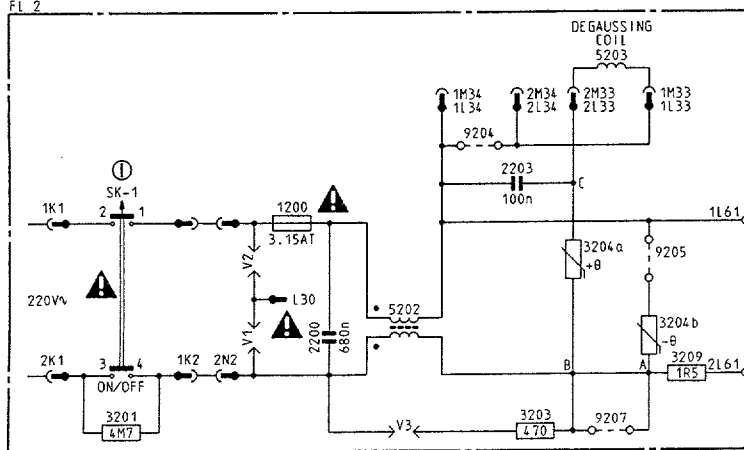 FL 2
DEGAUSSING
COIL
5203
1M34
1L34
2M34
2L34
2M33
2L33
1M33
1L33
9204
1
SK-1
2203
100n
C
1K1
2
1
1200
3.15AT
1L61
3204a
+θ
9205
V2
L30
220V~
5202
V1
2200
680n
3204b
-θ
2K1
3
4
1K2
2N2
ON/OFF
B
A
3209
1R5
2L61
3201
4M7
V3
3203
470
9207